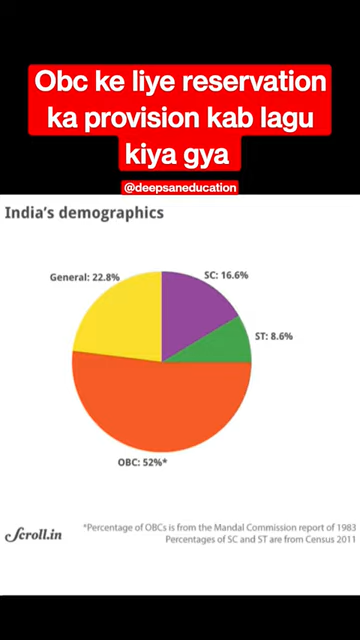 Obc ke liye reservation
ka provision kab lagu
kiya gya
@deepsaneducation
India's demographics
General: 22.8%
SC: 16.6%
ST: 8.6%
OBC: 52%*
Scroll.in
*Percentage of OBCs is from the Mandal Commission report of 1983
Percentages of SC and ST are from Census 2011